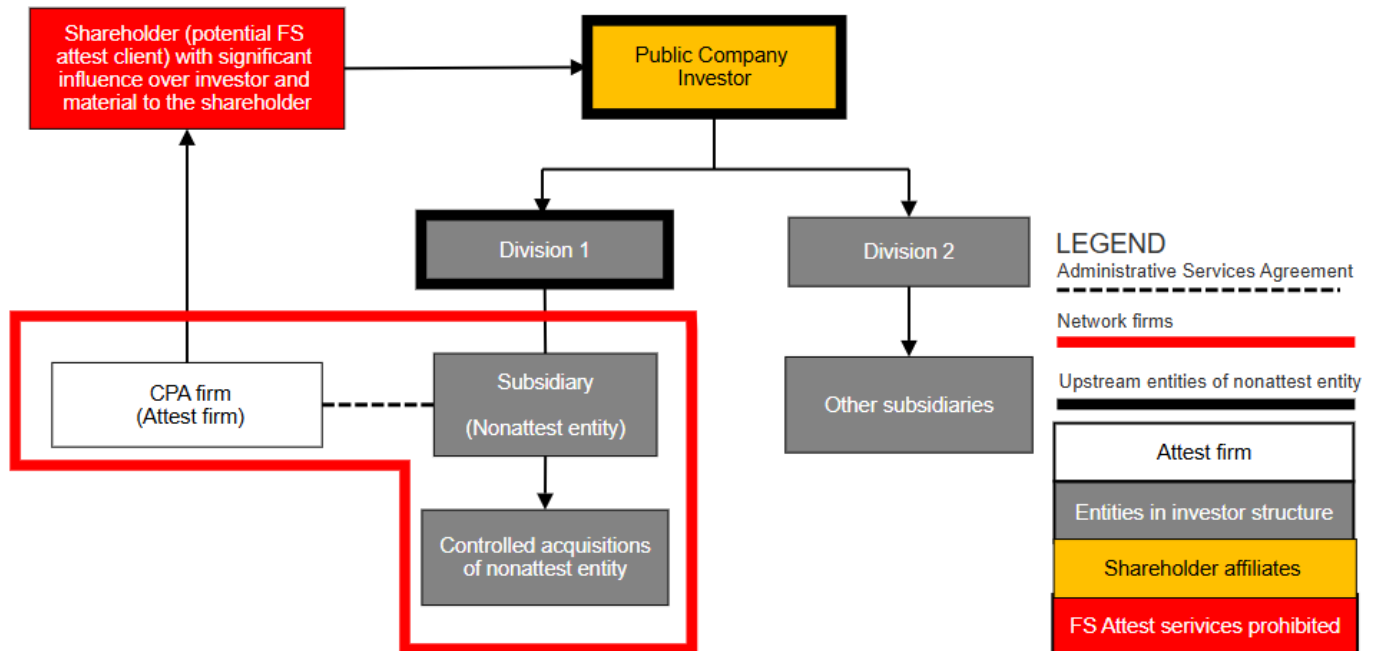 Shareholder (potential FS
attest client) with significant
influence over investor and
material to the shareholder
Public Company
Investor
Division 1
Division 2
CPA firm
(Attest firm)
Subsidiary
(Nonattest entity)
Other subsidiaries
Controlled acquisitions
of nonattest entity
LEGEND
Administrative Services Agreement
Network firms
Upstream entities of nonattest entity
Attest firm
Entities in investor structure
Shareholder affiliates
FS Attest serivices prohibited